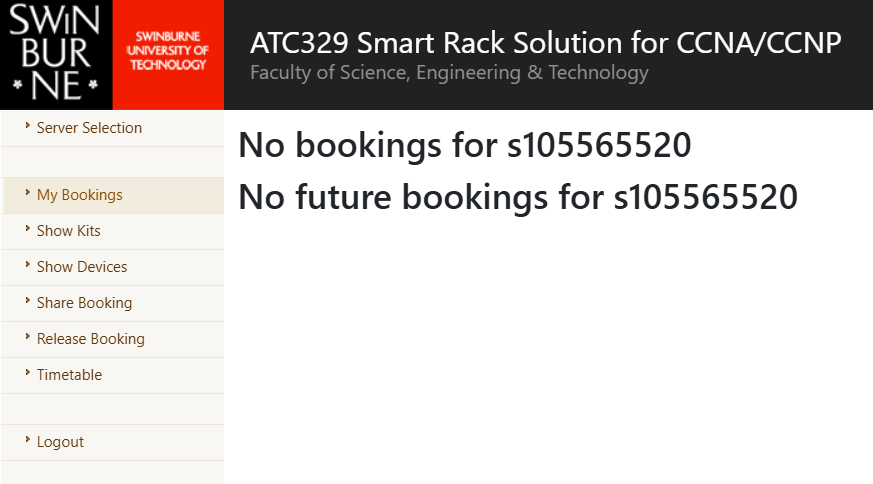 SWiN
BUR
*NE*
SWINBURNE
UNIVERSITY OF
TECHNOLOGY
ATC329 Smart Rack Solution for CCNA/CCNP
Faculty of Science, Engineering & Technology
Server Selection
My Bookings
Show Kits
Show Devices
Share Booking
Release Booking
Timetable
Logout
No bookings for s105565520
No future bookings for s105565520